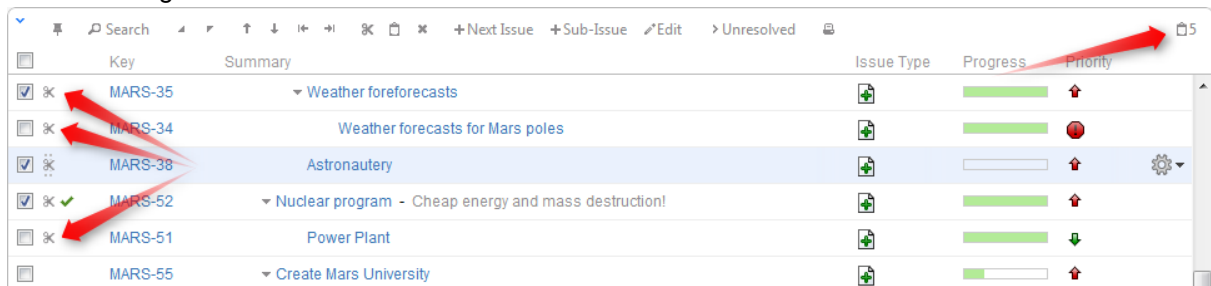 Search +Next Issue +Sub-Issue Edit >Unresolved 5
Key Summary Issue Type Progress Priority
MARS-35 Weather foreforecasts
MARS-34 Weather forecasts for Mars poles
MARS-38 Astronautery
MARS-52 Nuclear program - Cheap energy and mass destruction!
MARS-51 Power Plant
MARS-55 Create Mars University